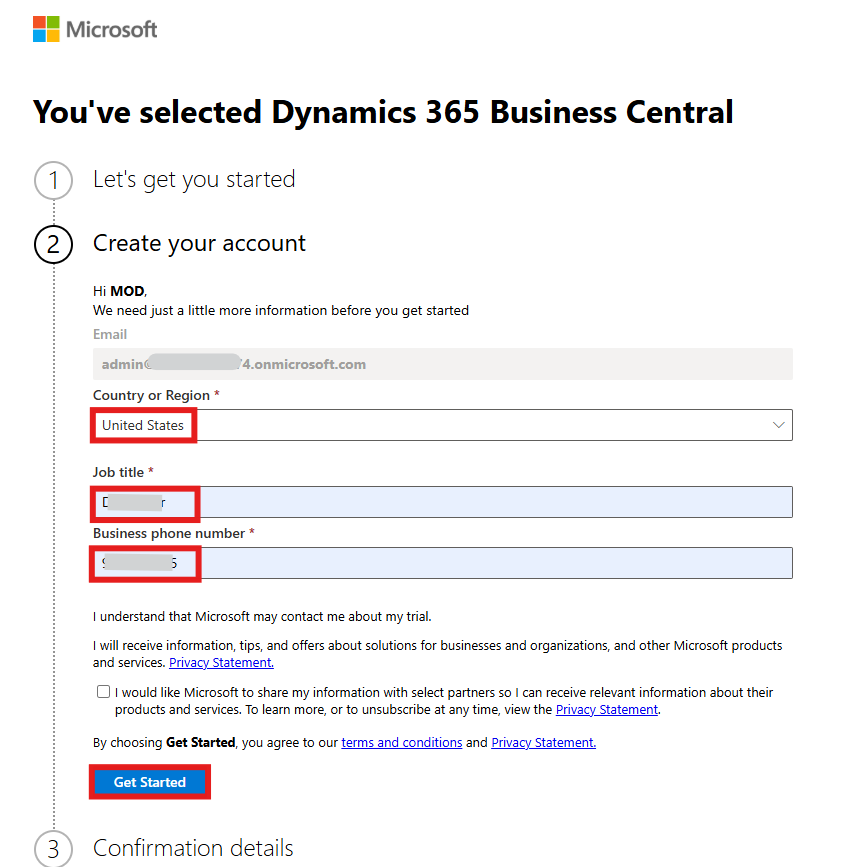 Microsoft
You've selected Dynamics 365 Business Central
1 Let's get you started
2 Create your account
Hi MOD,
We need just a little more information before you get started
Email
admin 4.onmicrosoft.com
Country or Region *
United States
Job title *
Business phone number *
I understand that Microsoft may contact me about my trial.
I will receive information, tips, and offers about solutions for businesses and organizations, and other Microsoft products
and services. Privacy Statement.
I would like Microsoft to share my information with select partners so I can receive relevant information about their
products and services. To learn more, or to unsubscribe at any time, view the Privacy Statement.
By choosing Get Started, you agree to our terms and conditions and Privacy Statement.
Get Started
3 Confirmation details